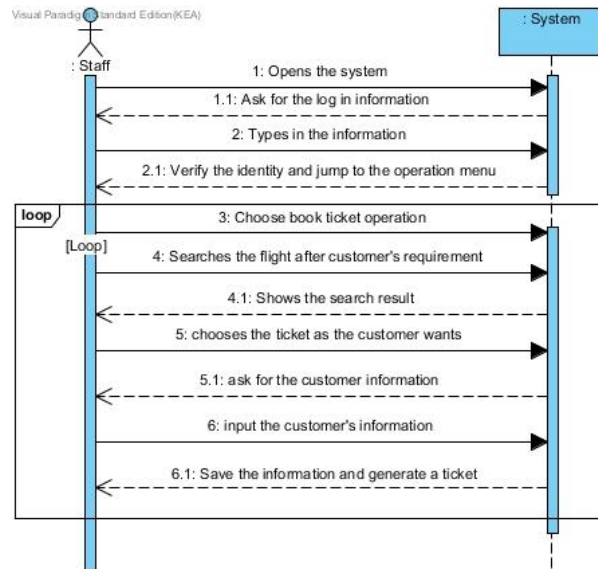 Visual Paradigm Standard Edition(KEA)
: System
: Staff
1: Opens the system
1.1: Ask for the log in information
2: Types in the information
2.1: Verify the identity and jump to the operation menu
loop
3: Choose book ticket operation
[Loop]
4: Searches the flight after customer's requirement
4.1: Shows the search result
5: chooses the ticket as the customer wants
5.1: ask for the customer information
6: input the customer's information
6.1: Save the information and generate a ticket